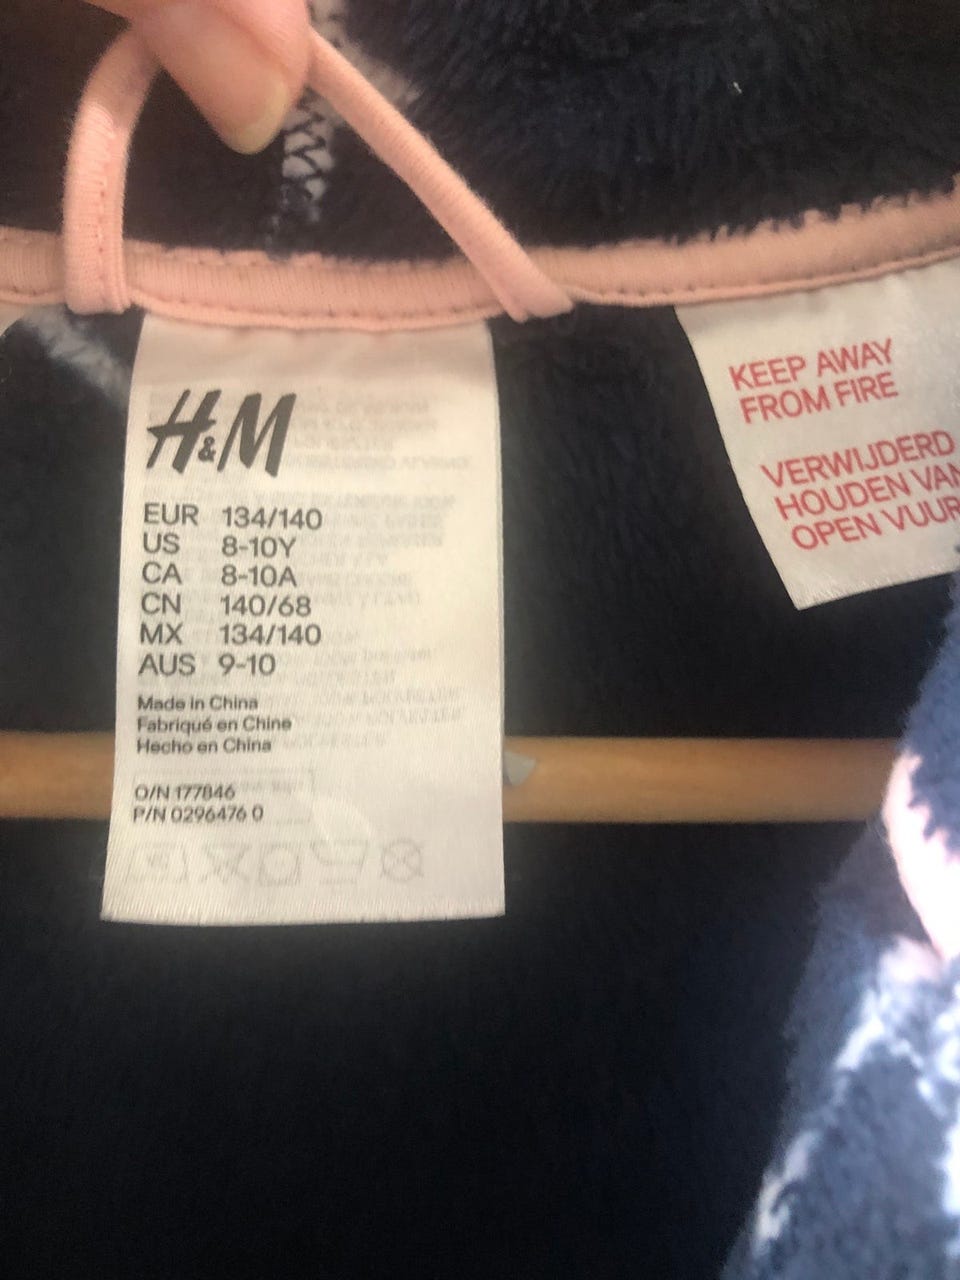 H&M
EUR 134/140
US 8-10Y
CA 8-10A
CN 140/68
MX 134/140
AUS 9-10
Made in China
Fabriqué en Chine
Hecho en China
O/N 177846
P/N 0296476 0
KEEP AWAY
FROM FIRE
VERWIJDERD
HOUDEN VAN
OPEN VUUR